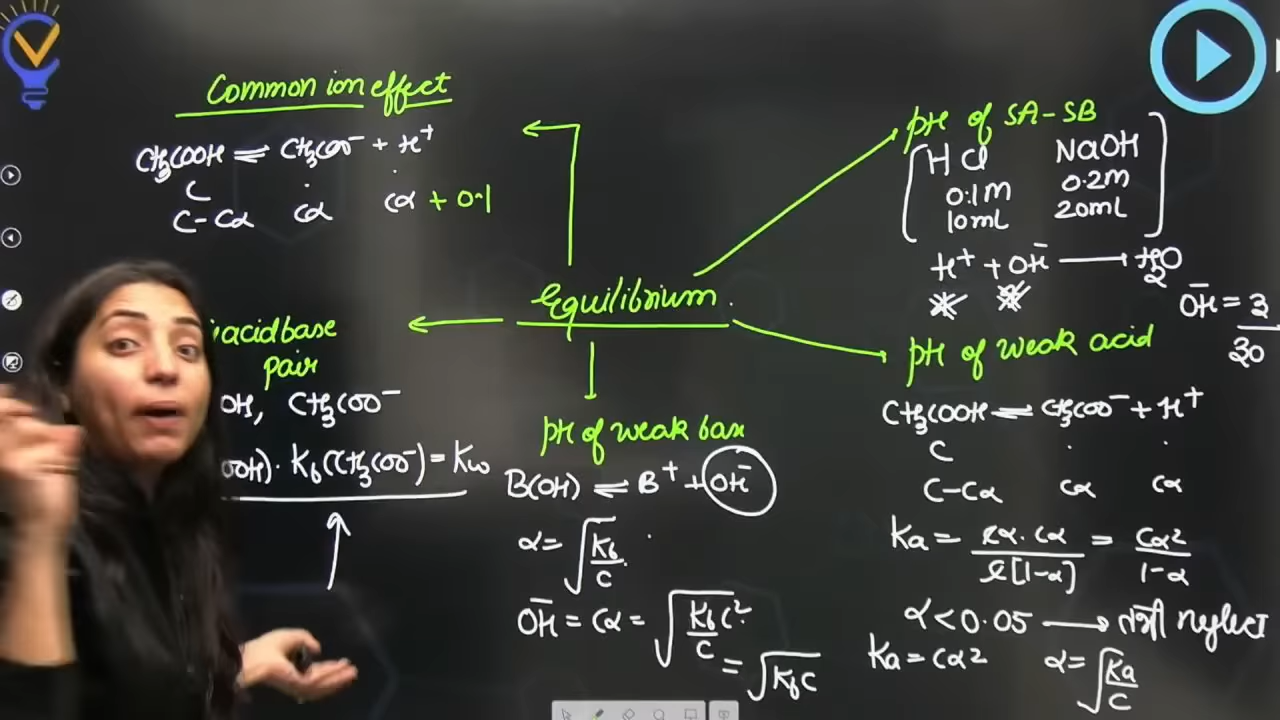 Common ion effect
CH3COOH ⇌ CH3COO⁻ + H⁺
C . .
C-Cα Cα Cα + 0.1
pH of SA-SB
HCl NaOH
0.1M 0.2M
10mL 20mL
H⁺ + OH⁻ → H2O
OH⁻ = 3
30
Equilibrium
acid base
pair
OH, CH3COO⁻
OOH). Kb(CH3COO⁻) = Kw
pH of weak base
B(OH) ⇌ B⁺ + OH⁻
α = √Kb/C
OH⁻ = Cα = √KbC²/C
= √KbC
pH of weak acid
CH3COOH ⇌ CH3COO⁻ + H⁺
C . .
C-Cα Cα Cα
Ka = Cα.Cα/C[1-α] = Cα²/1-α
α < 0.05 → तभी neglect
Ka = Cα² α = √Ka/C